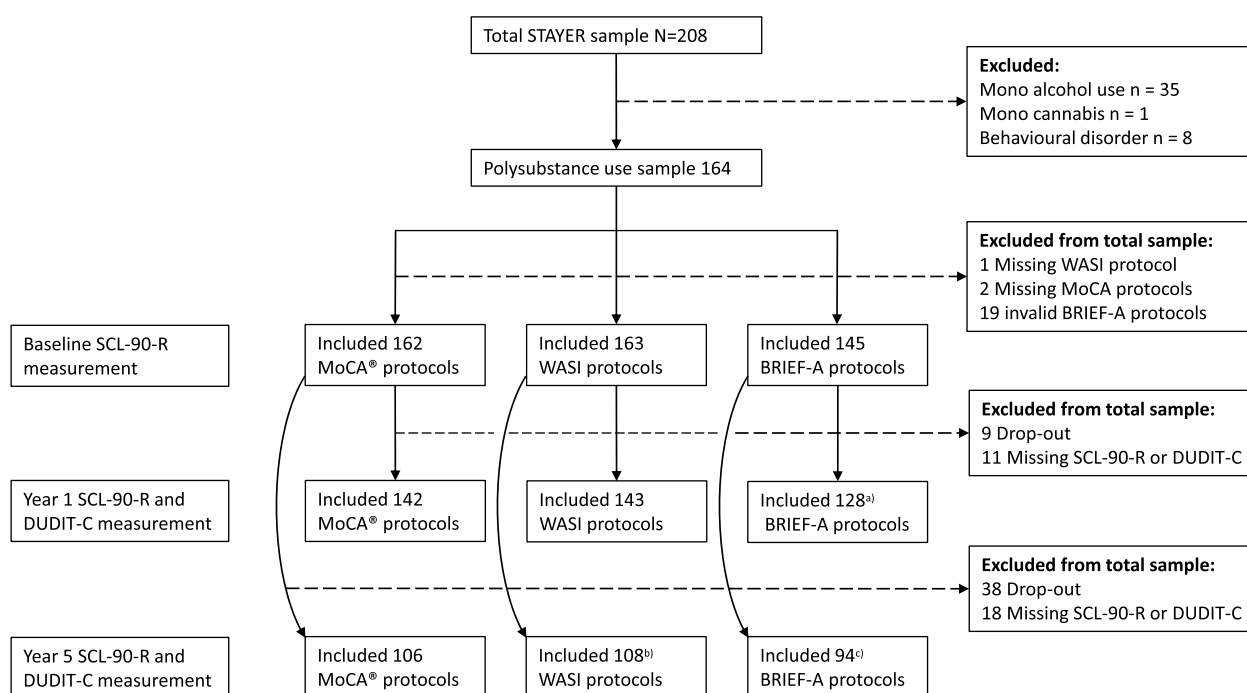 Total STAYER sample N=208
Excluded:
Mono alcohol use n = 35
Mono cannabis n = 1
Behavioural disorder n = 8
Polysubstance use sample 164
Excluded from total sample:
1 Missing WASI protocol
2 Missing MoCA protocols
19 invalid BRIEF-A protocols
Baseline SCL-90-R
measurement
Included 162
MoCA® protocols
Included 163
WASI protocols
Included 145
BRIEF-A protocols
Excluded from total sample:
9 Drop-out
11 Missing SCL-90-R or DUDIT-C
Year 1 SCL-90-R and
DUDIT-C measurement
Included 142
MoCA® protocols
Included 143
WASI protocols
Included 128a)
BRIEF-A protocols
Excluded from total sample:
38 Drop-out
18 Missing SCL-90-R or DUDIT-C
Year 5 SCL-90-R and
DUDIT-C measurement
Included 106
MoCA® protocols
Included 108b)
WASI protocols
Included 94c)
BRIEF-A protocols